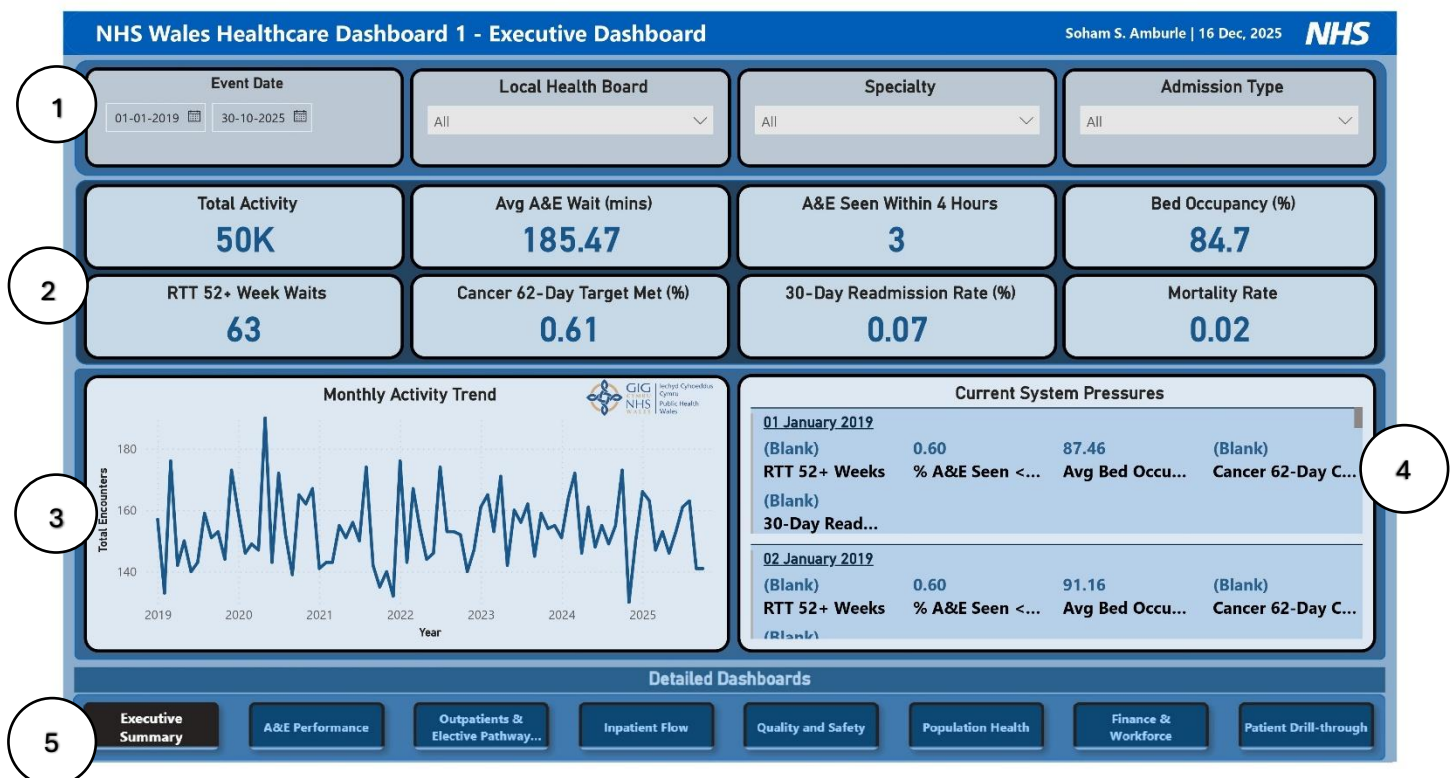 NHS Wales Healthcare Dashboard 1 - Executive Dashboard
Soham S. Amburle | 16 Dec, 2025
NHS
1
Event Date
01-01-2019
30-10-2025
Local Health Board
All
Specialty
All
Admission Type
All
2
Total Activity
50K
Avg A&E Wait (mins)
185.47
A&E Seen Within 4 Hours
3
Bed Occupancy (%)
84.7
RTT 52+ Week Waits
63
Cancer 62-Day Target Met (%)
0.61
30-Day Readmission Rate (%)
0.07
Mortality Rate
0.02
3
Monthly Activity Trend
GIG
CYMRU
NHS
WALES
Iechyd Cyhoeddus
Cymru
Public Health
Wales
Total Encounters
180
160
140
2019
2020
2021
2022
2023
2024
2025
Year
4
Current System Pressures
01 January 2019
(Blank) 0.60 87.46 (Blank)
RTT 52+ Weeks % A&E Seen <... Avg Bed Occu... Cancer 62-Day C...
(Blank)
30-Day Read...
02 January 2019
(Blank) 0.60 91.16 (Blank)
RTT 52+ Weeks % A&E Seen <... Avg Bed Occu... Cancer 62-Day C...
(Blank)
Detailed Dashboards
5
Executive
Summary
A&E Performance
Outpatients &
Elective Pathway...
Inpatient Flow
Quality and Safety
Population Health
Finance &
Workforce
Patient Drill-through